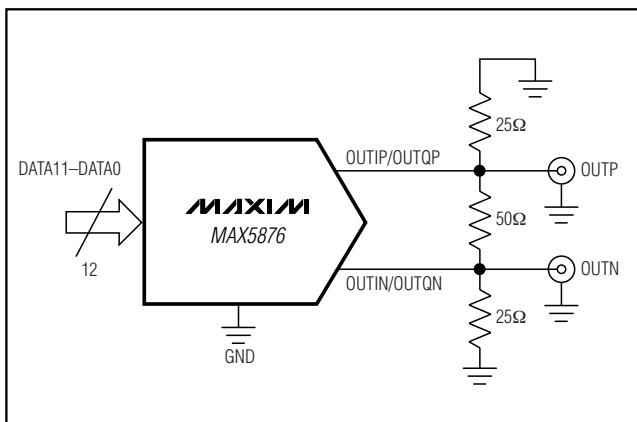 25Ω
OUTIP/OUTQP
OUTP
DATA11–DATA0
MAXIM
MAX5876
50Ω
12
OUTIN/OUTQN
OUTN
25Ω
GND